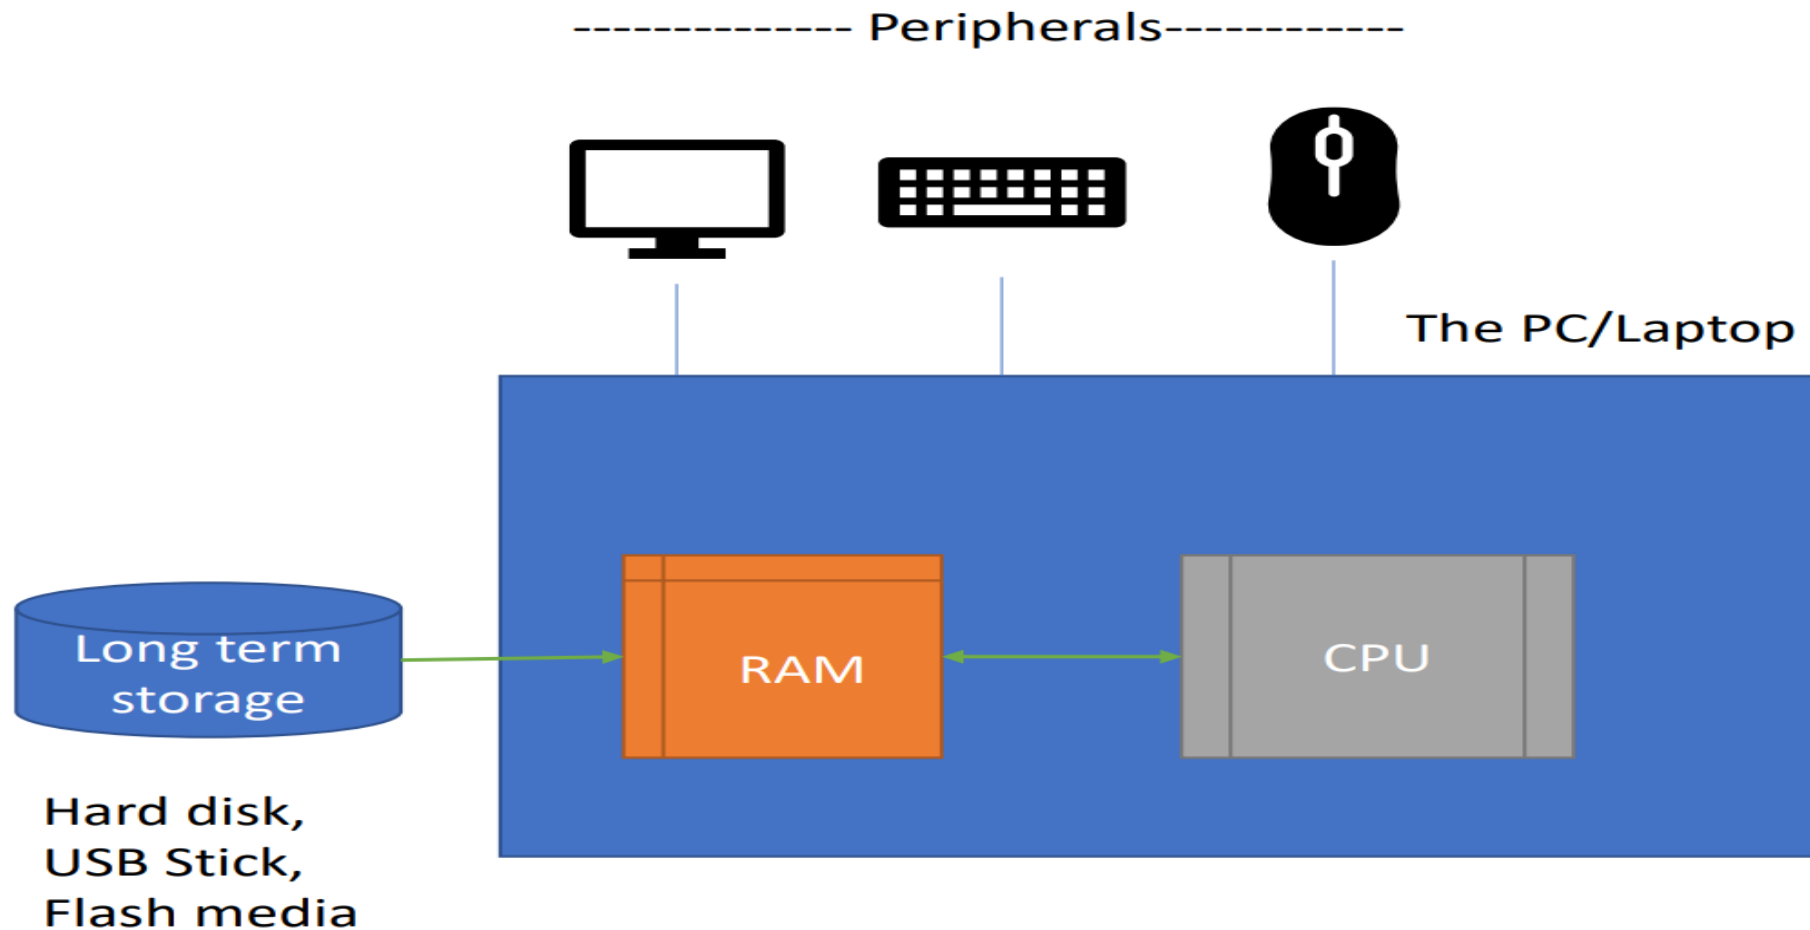 -------------- Peripherals------------
The PC/Laptop
Long term
storage
RAM
CPU
Hard disk,
USB Stick,
Flash media